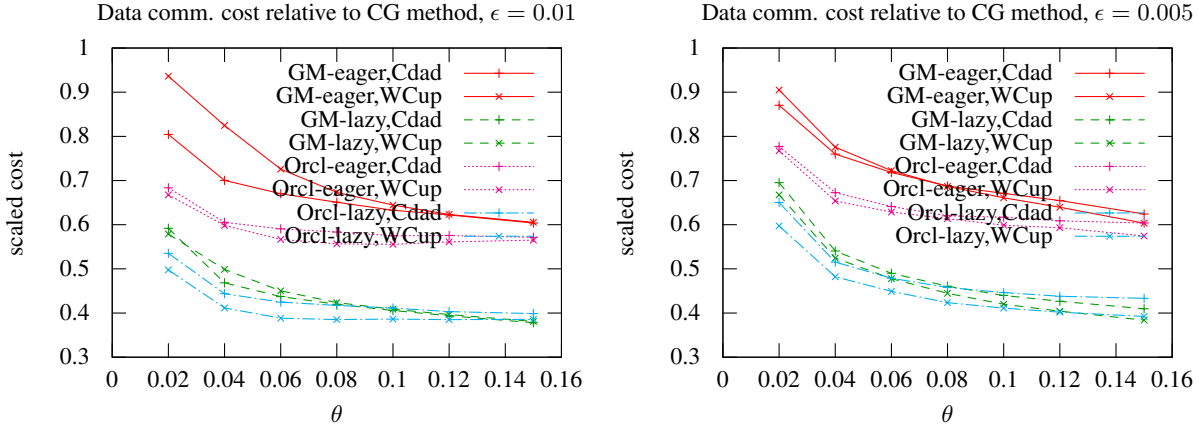 Data comm. cost relative to CG method, ϵ = 0.01
1
0.9
0.8
0.7
0.6
0.5
0.4
0.3
scaled cost
GM-eager,Cdad
GM-eager,WCup
GM-lazy,Cdad
GM-lazy,WCup
Orcl-eager,Cdad
Orcl-eager,WCup
Orcl-lazy,Cdad
Orcl-lazy,WCup
0 0.02 0.04 0.06 0.08 0.1 0.12 0.14 0.16
θ
Data comm. cost relative to CG method, ϵ = 0.005
1
0.9
0.8
0.7
0.6
0.5
0.4
0.3
scaled cost
GM-eager,Cdad
GM-eager,WCup
GM-lazy,Cdad
GM-lazy,WCup
Orcl-eager,Cdad
Orcl-eager,WCup
Orcl-lazy,Cdad
Orcl-lazy,WCup
0 0.02 0.04 0.06 0.08 0.1 0.12 0.14 0.16
θ